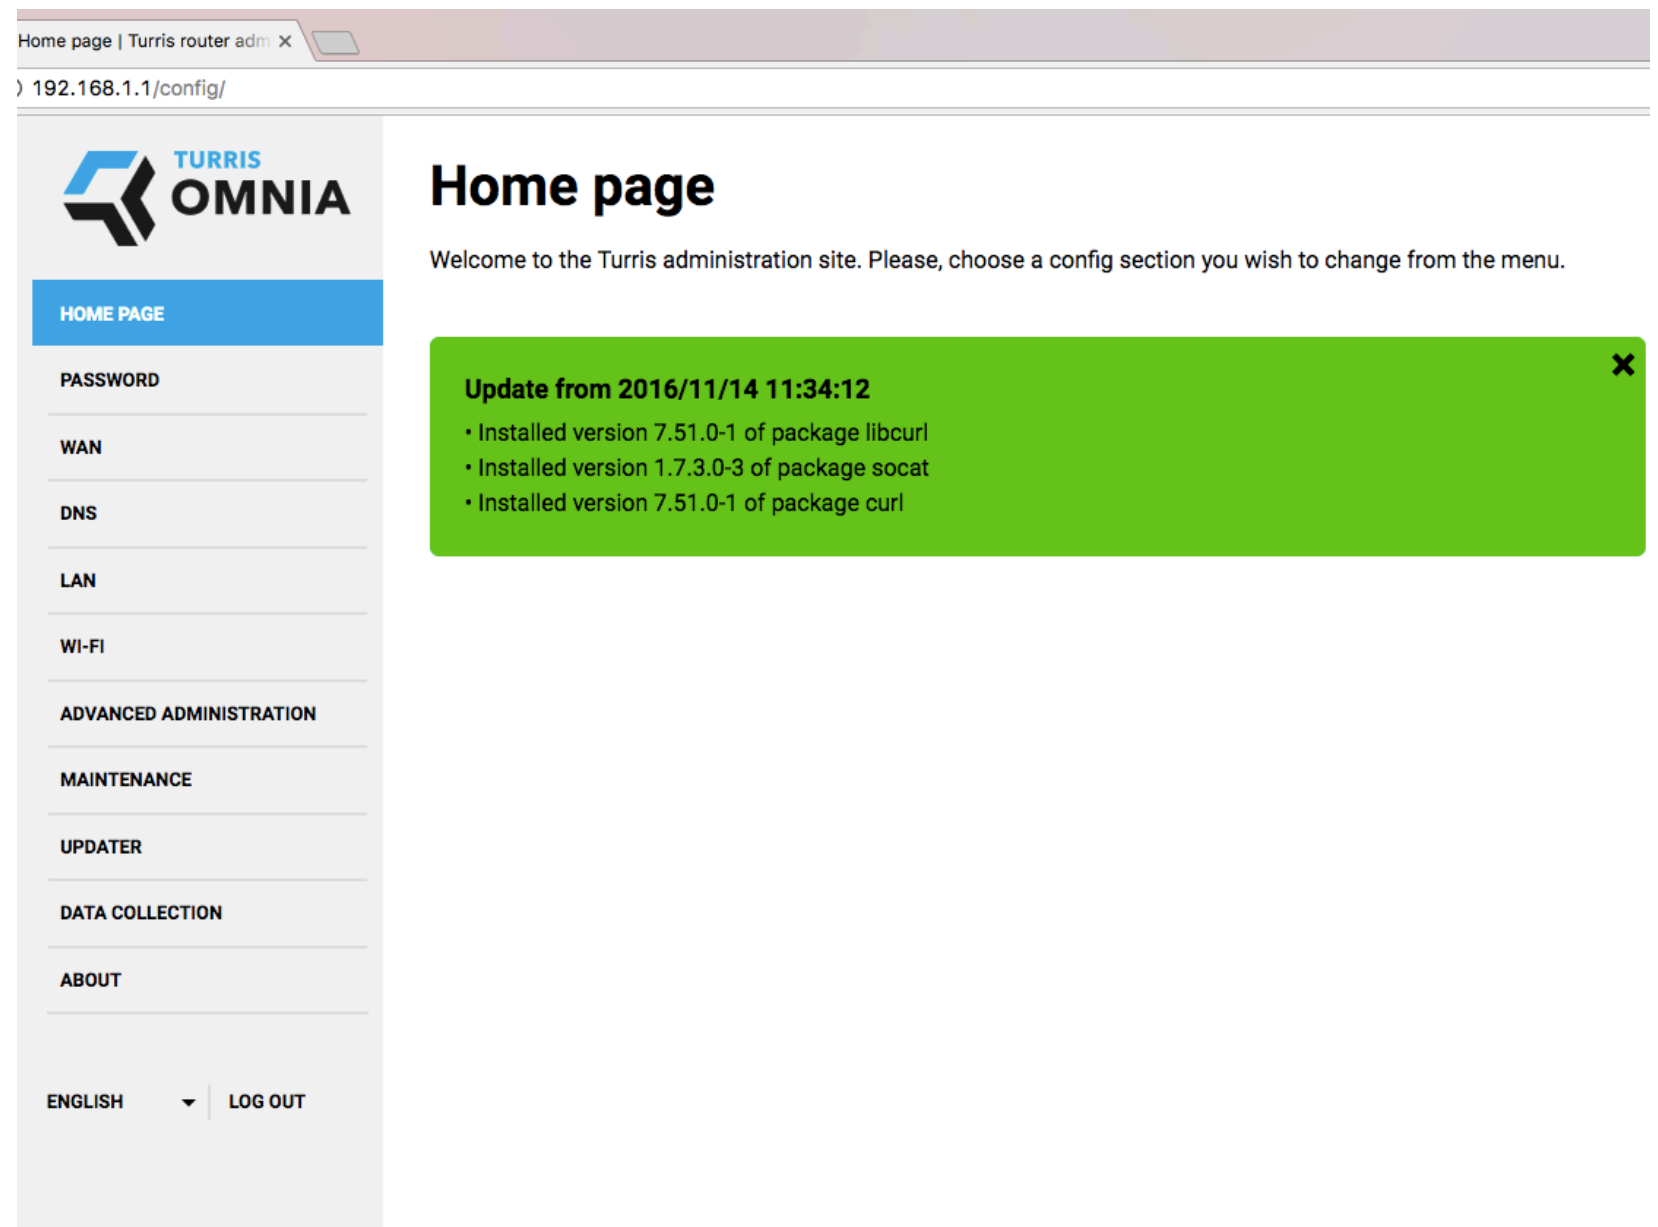 Home page | Turris router adm
192.168.1.1/config/
TURRIS
OMNIA
HOME PAGE
PASSWORD
WAN
DNS
LAN
WI-FI
ADVANCED ADMINISTRATION
MAINTENANCE
UPDATER
DATA COLLECTION
ABOUT
ENGLISH LOG OUT
Home page
Welcome to the Turris administration site. Please, choose a config section you wish to change from the menu.
Update from 2016/11/14 11:34:12
• Installed version 7.51.0-1 of package libcurl
• Installed version 1.7.3.0-3 of package socat
• Installed version 7.51.0-1 of package curl